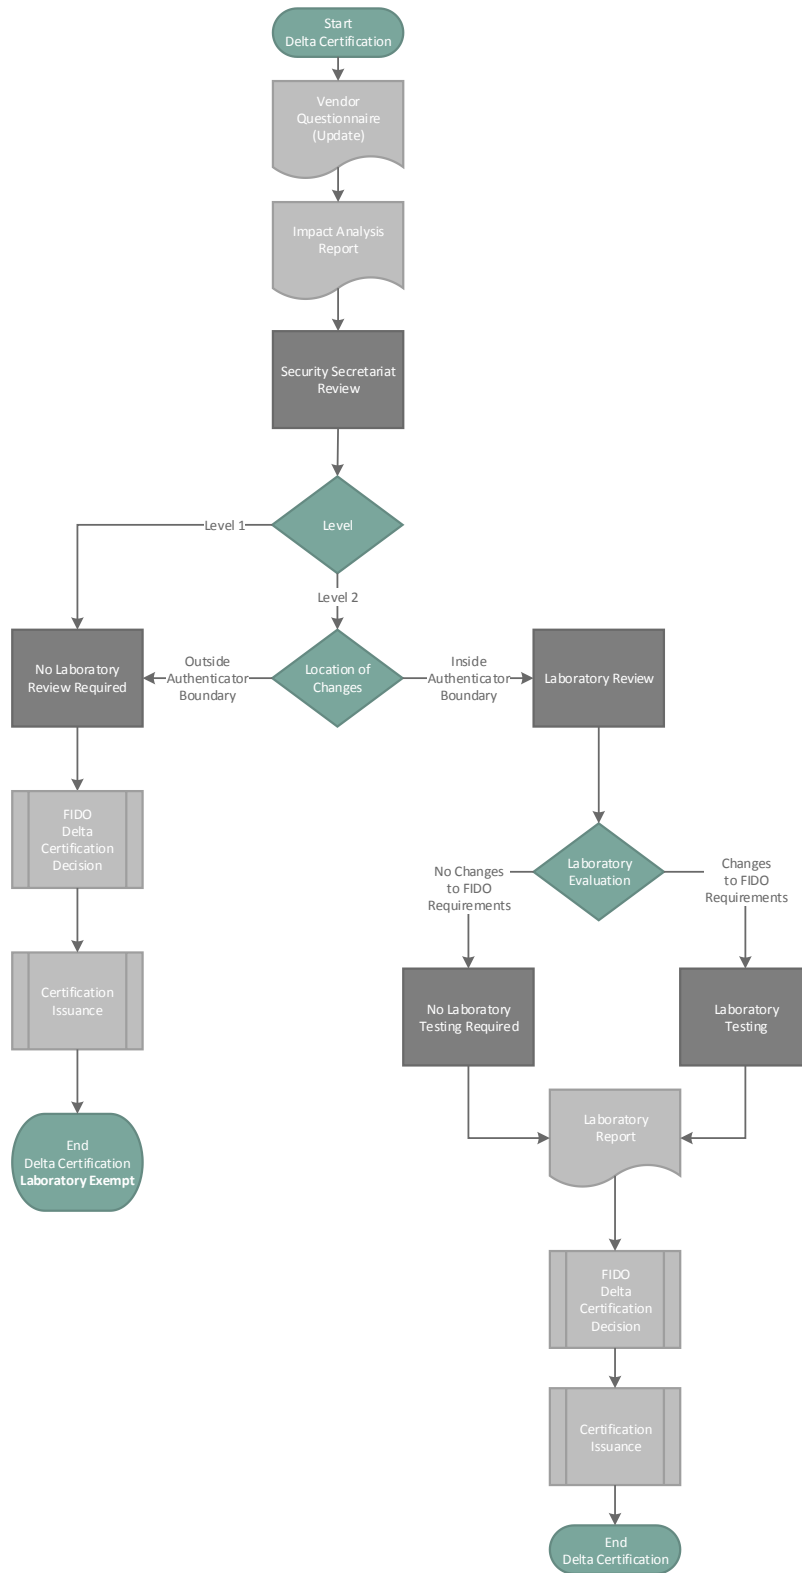 Start
Delta Certification
Vendor
Questionnaire
(Update)
Impact Analysis
Report
Security Secretariat
Review
Level
Level 1
Level 2
No Laboratory
Review Required
Outside
Authenticator
Boundary
Location of
Changes
Inside
Authenticator
Boundary
Laboratory Review
FIDO
Delta
Certification
Decision
Laboratory
Evaluation
No Changes
to FIDO
Requirements
Changes
to FIDO
Requirements
Certification
Issuance
No Laboratory
Testing Required
Laboratory
Testing
End
Delta Certification
Laboratory Exempt
Laboratory
Report
FIDO
Delta
Certification
Decision
Certification
Issuance
End
Delta Certification